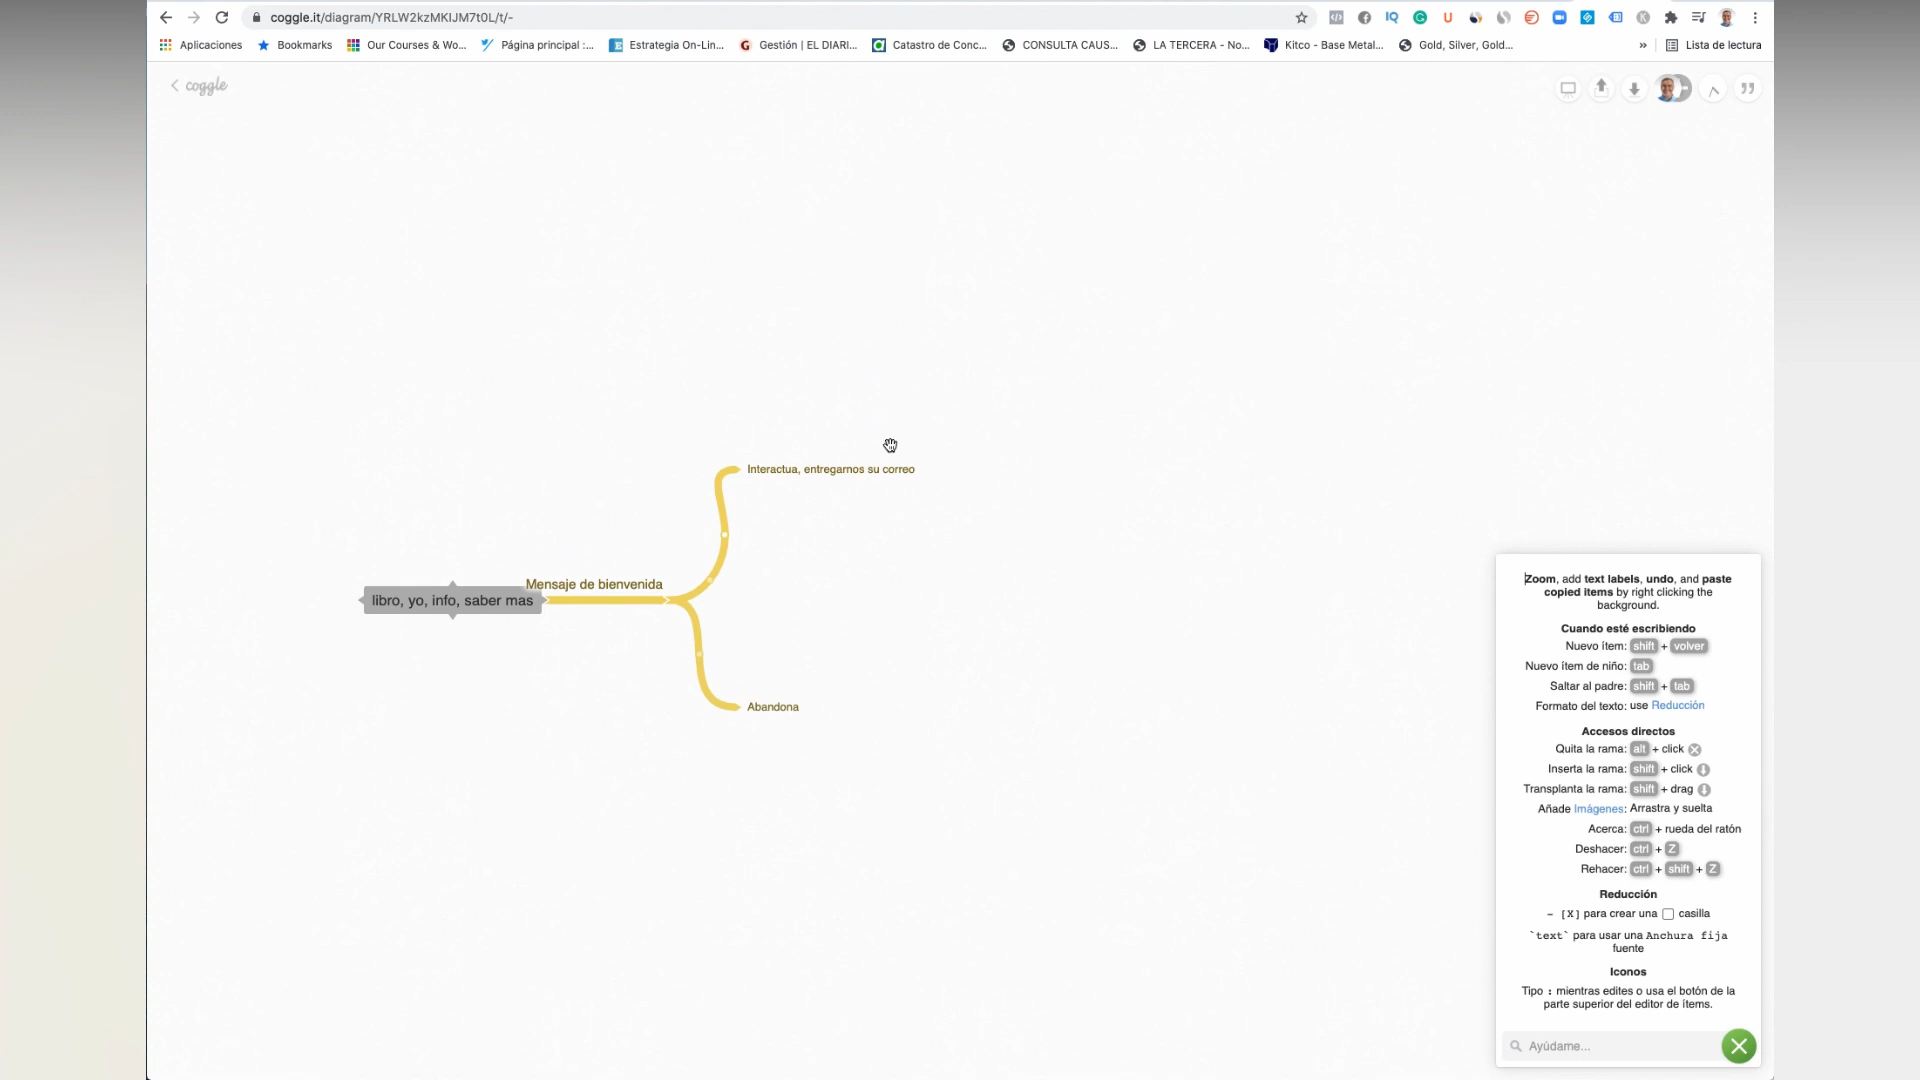 coggle.it/diagram/YRLW2kzMKIJM7t0L/t/-
Aplicaciones
Bookmarks
Our Courses & Wo...
Página principal :...
Estrategia On-Lin...
Gestión | EL DIARI...
Catastro de Conc...
CONSULTA CAUS...
LA TERCERA - No...
Kitco - Base Metal...
Gold, Silver, Gold...
»
Lista de lectura
coggle
Interactua, entregarnos su correo
Mensaje de bienvenida
libro, yo, info, saber mas
Abandona
Zoom, add text labels, undo, and paste
copied items by right clicking the
background.
Cuando esté escribiendo
Nuevo ítem: shift + volver
Nuevo ítem de niño: tab
Saltar al padre: shift + tab
Formato del texto: use Reducción
Accesos directos
Quita la rama: alt + click
Inserta la rama: shift + click
Transplanta la rama: shift + drag
Añade Imágenes: Arrastra y suelta
Acerca: ctrl + rueda del ratón
Deshacer: ctrl + Z
Rehacer: ctrl + shift + Z
Reducción
- [X] para crear una casilla
`text` para usar una Anchura fija
fuente
Iconos
Tipo : mientras edites o usa el botón de la
parte superior del editor de ítems.
Ayúdame...